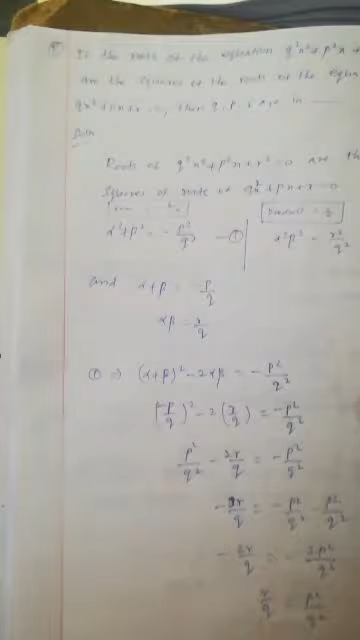 If the roots of the equation q²x² + p²x +
are the squares of the roots of the equa
qx² + px + r = 0, then q, p, r are in
Soln
Roots of q²x² + p²x + r² = 0 are the
squares of roots of qx² + px + r = 0
α² + β² = - p²/q² — ① α²β² = r²/q²
and α + β = - p/q
αβ = r/q
① ⇒ (α + β)² - 2αβ = - p²/q²
(-p/q)² - 2(r/q) = - p²/q²
p²/q² - 2r/q = - p²/q²
- 2r/q = - p²/q² - p²/q²
- 2r/q = - 2p²/q²
r/q = p²/q²